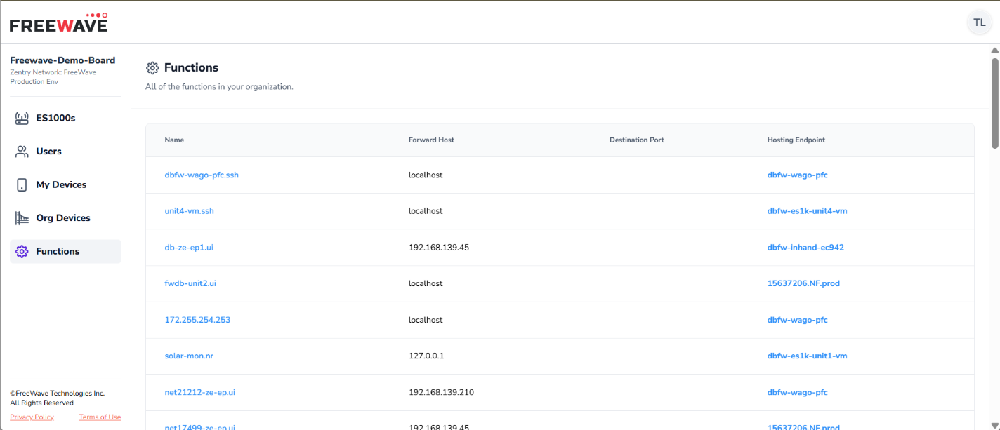 FREEWAVE
TL
Freewave-Demo-Board
Zentry Network: FreeWave
Production Env
ES1000s
Users
My Devices
Org Devices
Functions
©FreeWave Technologies Inc.
All Rights Reserved
Privacy Policy Terms of Use
Functions
All of the functions in your organization.
Name Forward Host Destination Port Hosting Endpoint
dbfw-wago-pfc.ssh localhost dbfw-wago-pfc
unit4-vm.ssh localhost dbfw-es1k-unit4-vm
db-ze-ep1.ui 192.168.139.45 dbfw-inhand-ec942
fwdb-unit2.ui localhost 15637206.NF.prod
172.255.254.253 localhost dbfw-wago-pfc
solar-mon.nr 127.0.0.1 dbfw-es1k-unit1-vm
net21212-ze-ep.ui 192.168.139.210 dbfw-wago-pfc
net17499-ze-ep.ui 192.168.139.45 15637206.NF.prod